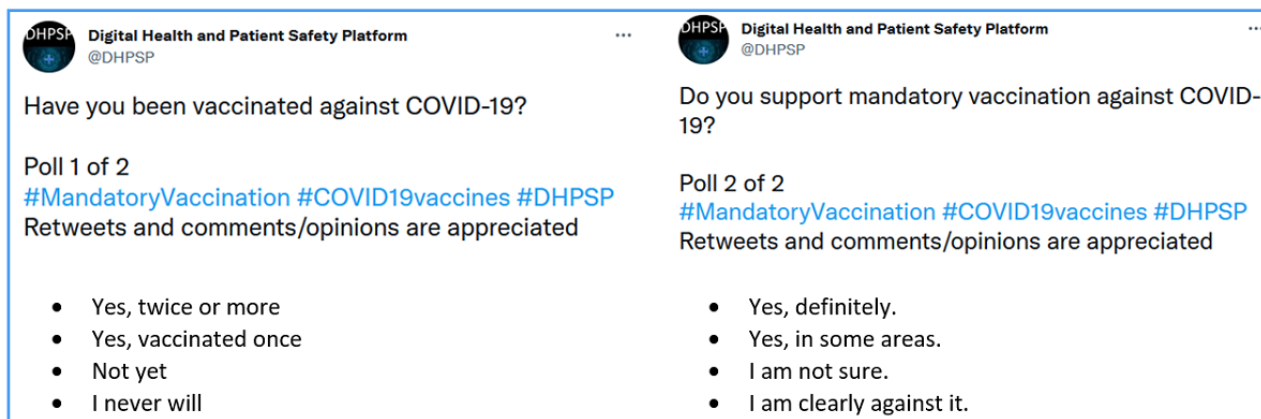 DHPSP
Digital Health and Patient Safety Platform
@DHPSP
Have you been vaccinated against COVID-19?
Poll 1 of 2
#MandatoryVaccination #COVID19vaccines #DHPSP
Retweets and comments/opinions are appreciated
• Yes, twice or more
• Yes, vaccinated once
• Not yet
• I never will
DHPSP
Digital Health and Patient Safety Platform
@DHPSP
Do you support mandatory vaccination against COVID-
19?
Poll 2 of 2
#MandatoryVaccination #COVID19vaccines #DHPSP
Retweets and comments/opinions are appreciated
• Yes, definitely.
• Yes, in some areas.
• I am not sure.
• I am clearly against it.